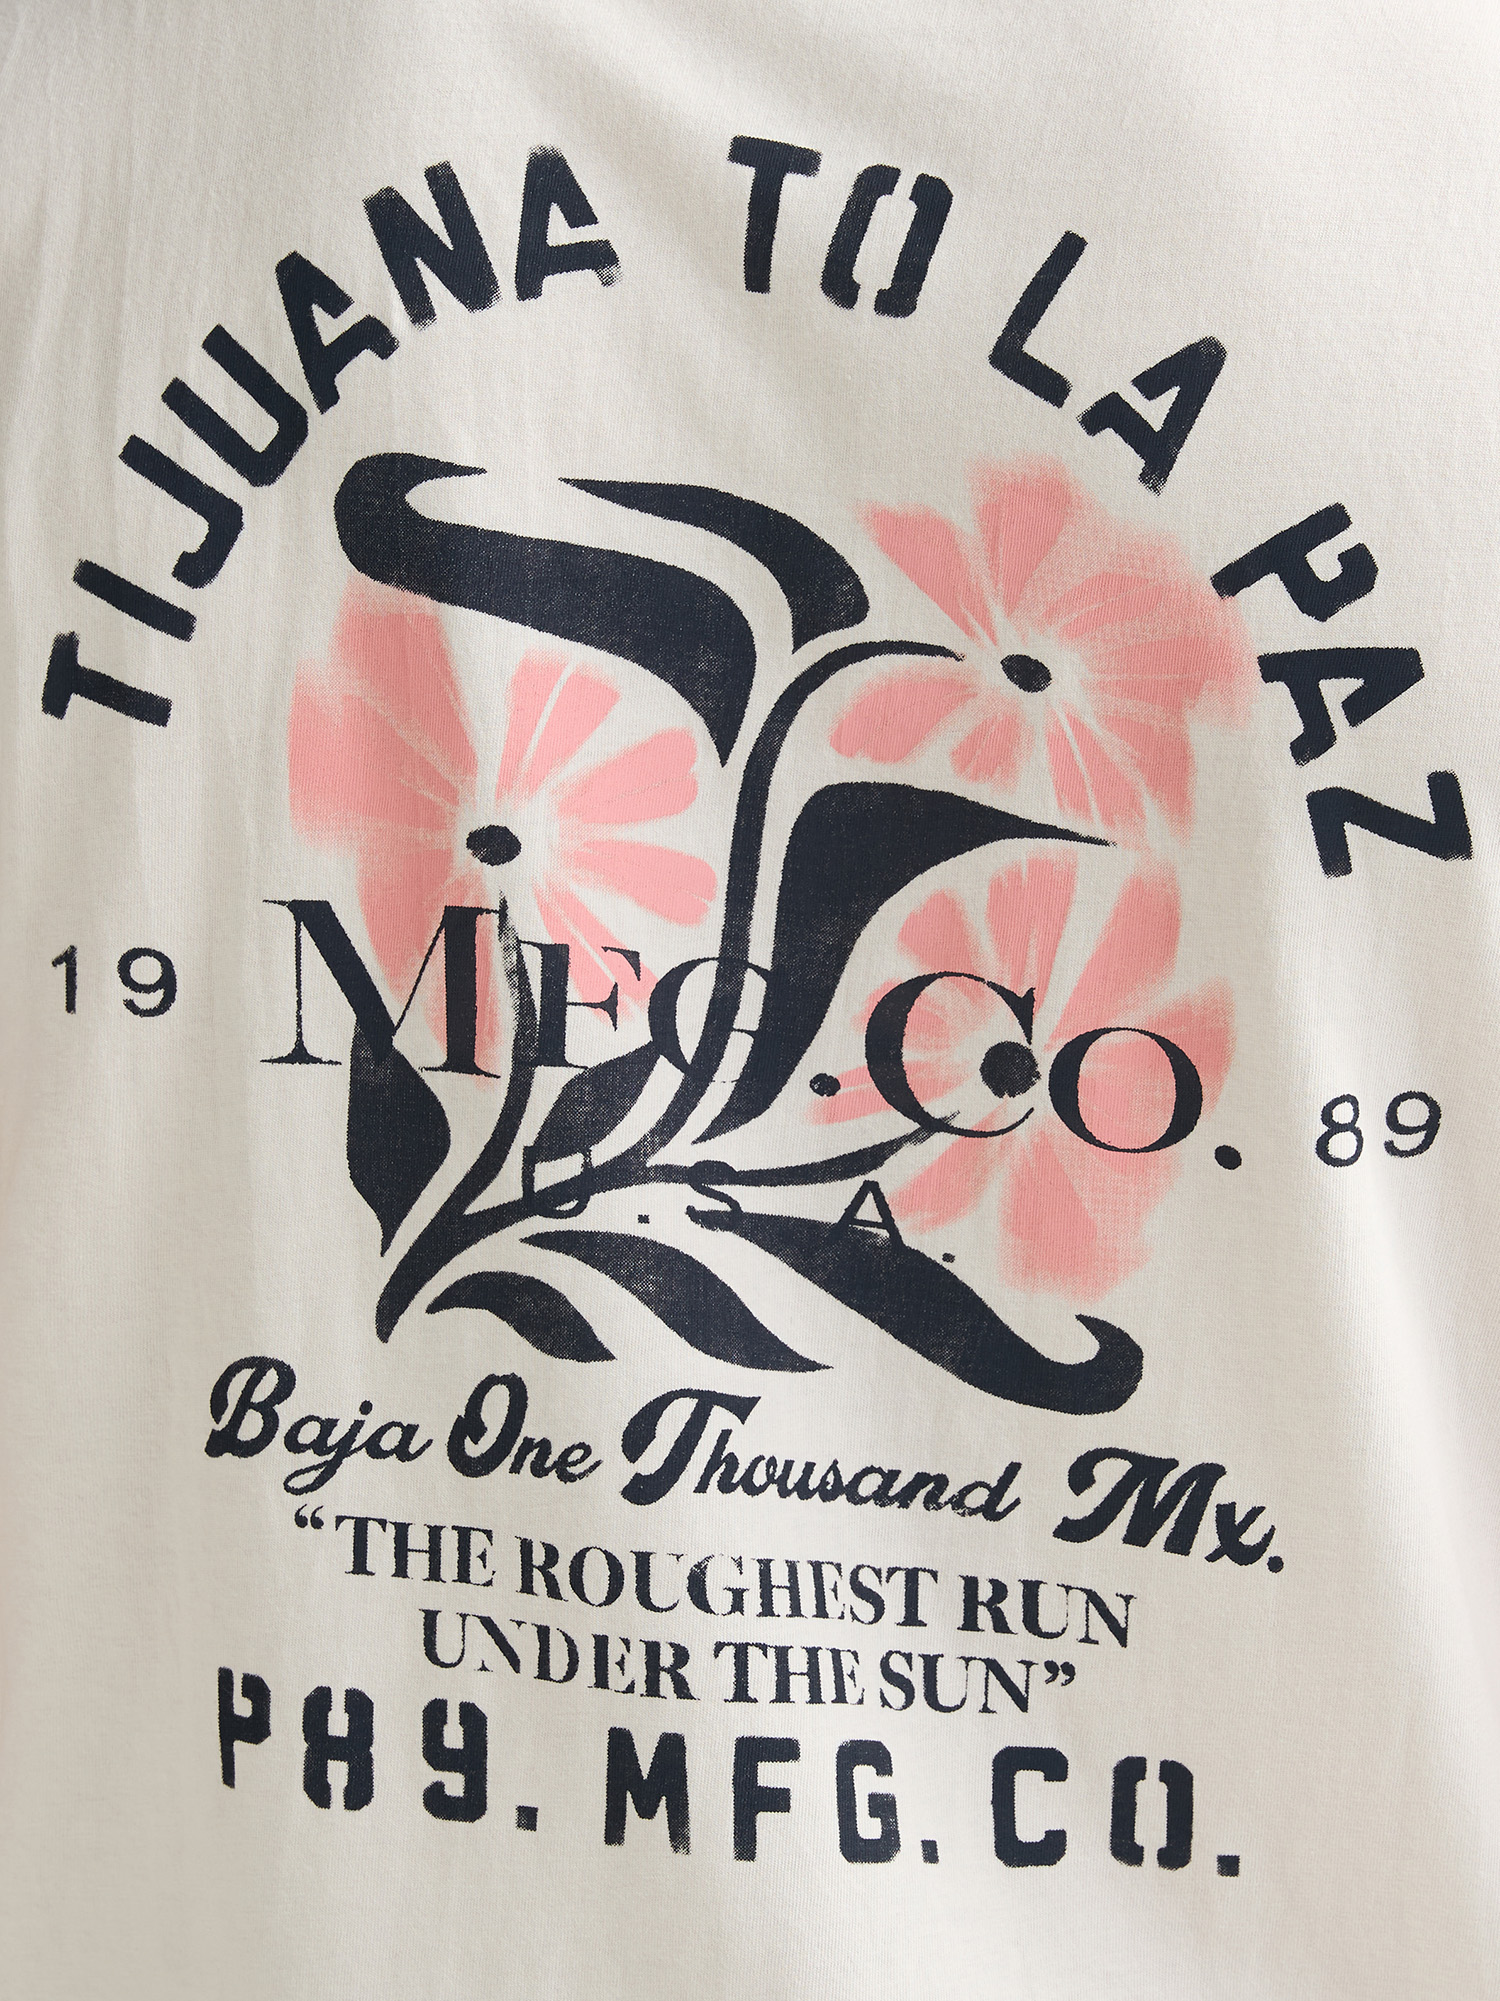 TIJUANA TO LA PAZ
19 MFG.CO. 89
U.S.A.
Baja One Thousand Mx.
“THE ROUGHEST RUN
UNDER THE SUN”
P89. MFG. CO.